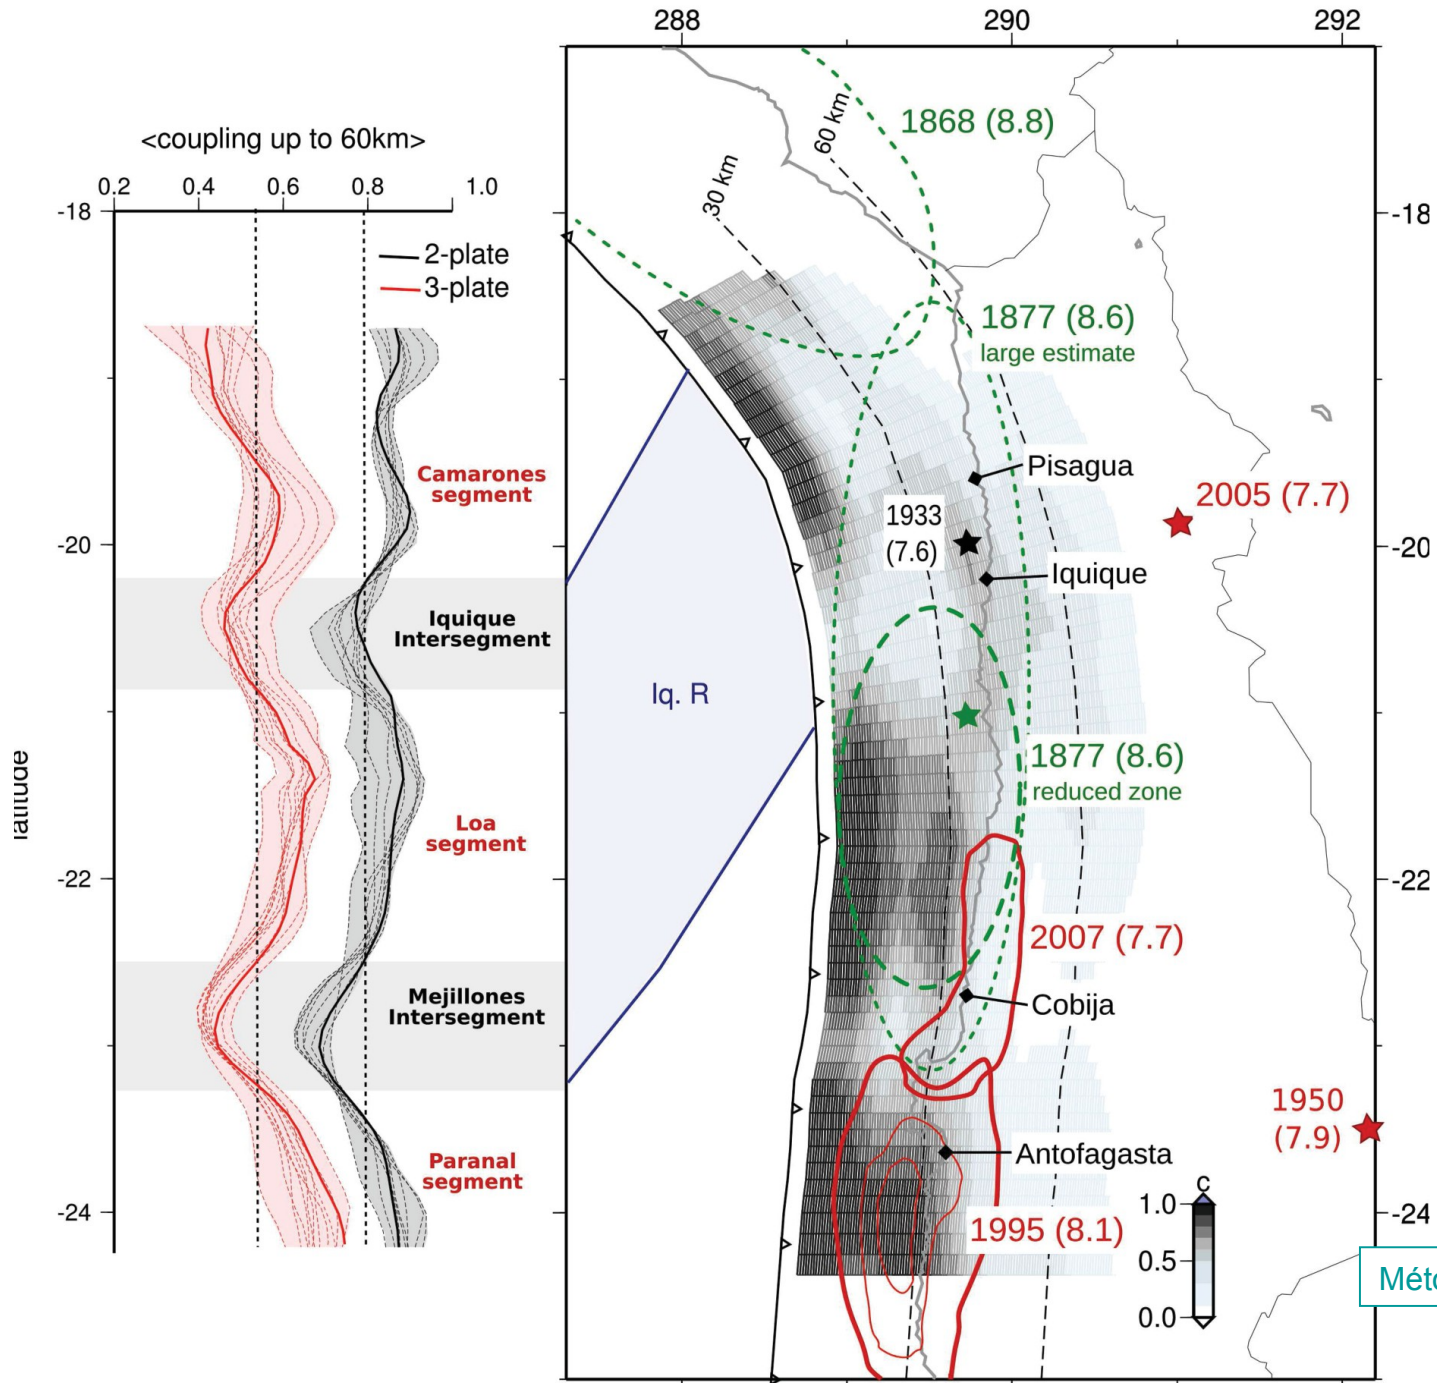 288
290
292
<coupling up to 60km>
0.2
0.4
0.6
0.8
1.0
-18
-20
-22
-24
2-plate
3-plate
Camarones
segment
Iquique
Intersegment
Loa
segment
Mejillones
Intersegment
Paranal
segment
30 km
60 km
1868 (8.8)
1877 (8.6)
large estimate
Pisagua
1933
(7.6)
2005 (7.7)
Iquique
Iq. R
1877 (8.6)
reduced zone
2007 (7.7)
Cobija
1950
(7.9)
Antofagasta
1995 (8.1)
c
1.0
0.5
0.0
-18
-20
-22
-24
latitude